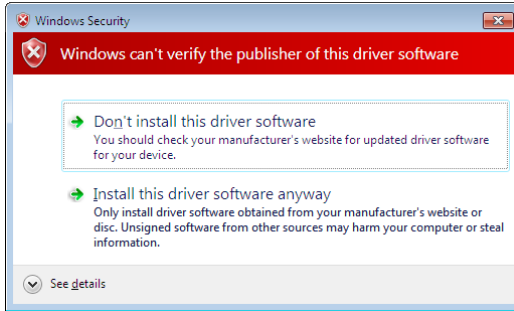 Windows Security
Windows can't verify the publisher of this driver software
Don't install this driver software
You should check your manufacturer's website for updated driver software
for your device.
Install this driver software anyway
Only install driver software obtained from your manufacturer's website or
disc. Unsigned software from other sources may harm your computer or steal
information.
See details